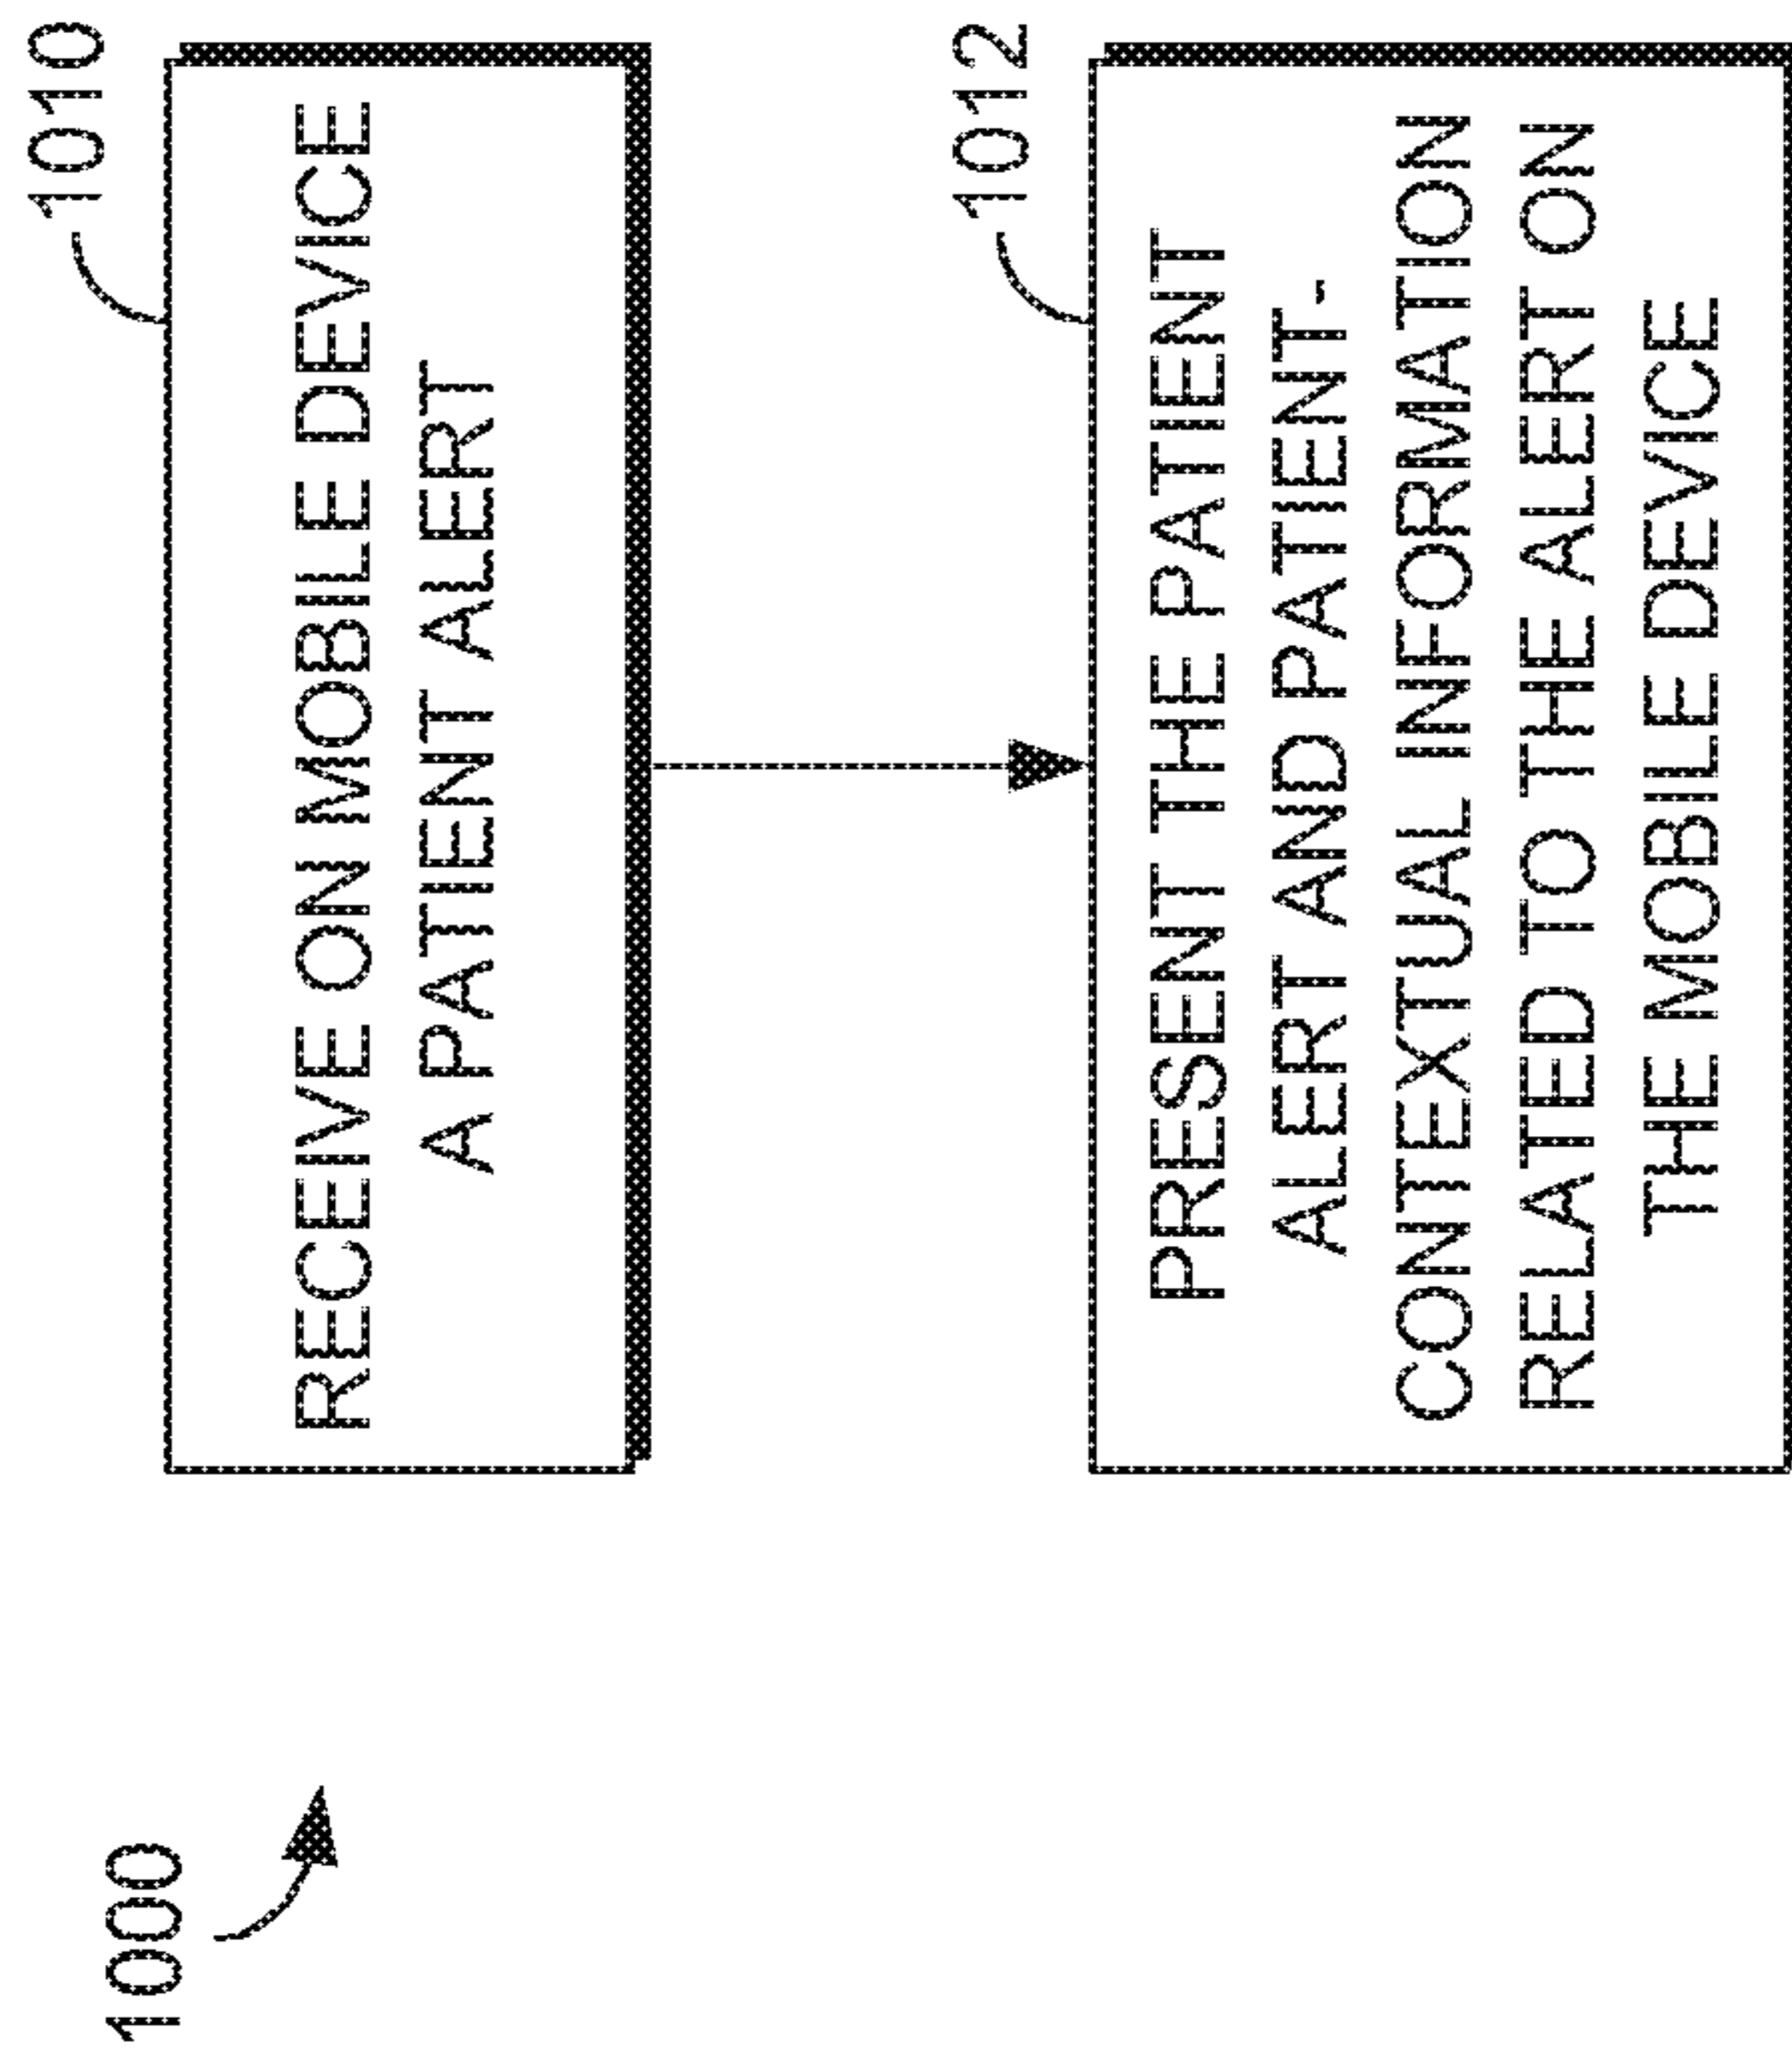 1000
1010
RECEIVE ON MOBILE DEVICE
A PATIENT ALERT
1012
PRESENT THE PATIENT
ALERT AND PATIENT-
CONTEXTUAL INFORMATION
RELATED TO THE ALERT ON
THE MOBILE DEVICE